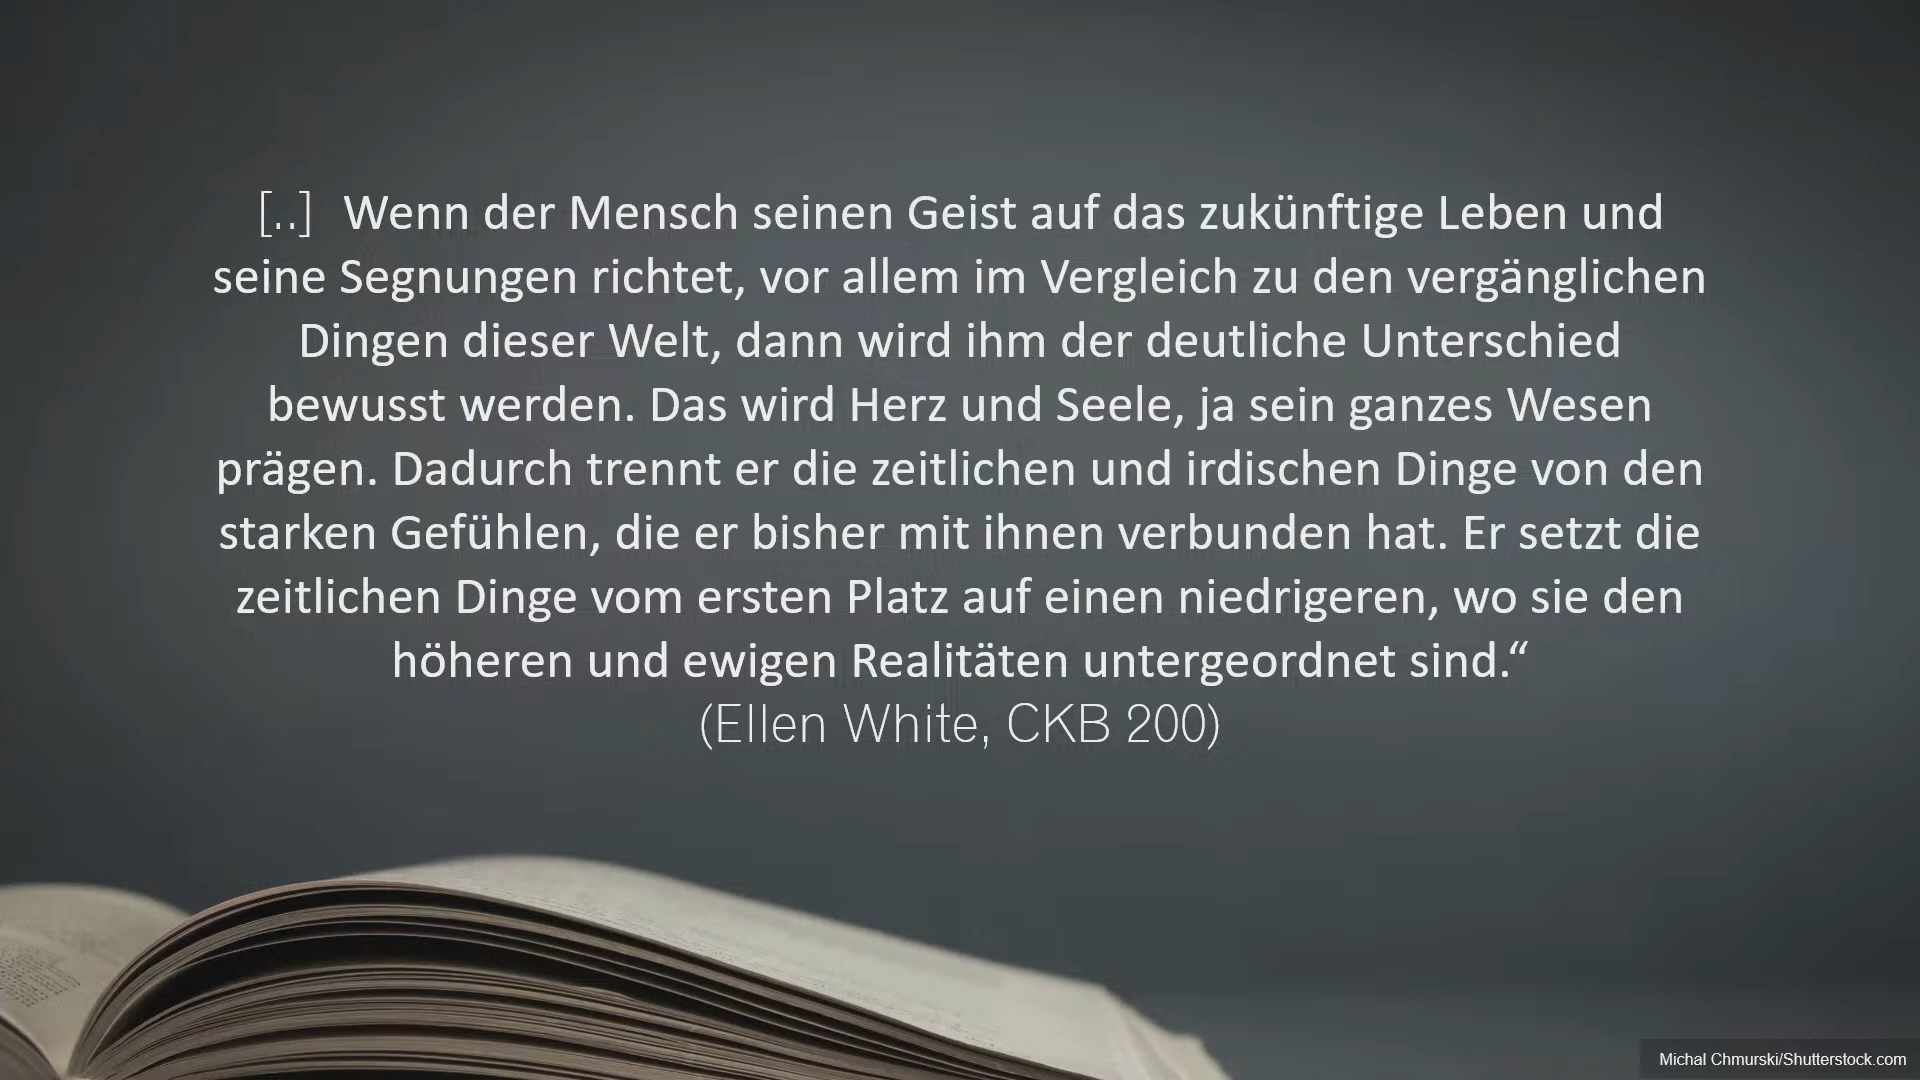 [..] Wenn der Mensch seinen Geist auf das zukünftige Leben und
seine Segnungen richtet, vor allem im Vergleich zu den vergänglichen
Dingen dieser Welt, dann wird ihm der deutliche Unterschied
bewusst werden. Das wird Herz und Seele, ja sein ganzes Wesen
prägen. Dadurch trennt er die zeitlichen und irdischen Dinge von den
starken Gefühlen, die er bisher mit ihnen verbunden hat. Er setzt die
zeitlichen Dinge vom ersten Platz auf einen niedrigeren, wo sie den
höheren und ewigen Realitäten untergeordnet sind.“
(Ellen White, CKB 200)
Michal Chmurski/Shutterstock.com